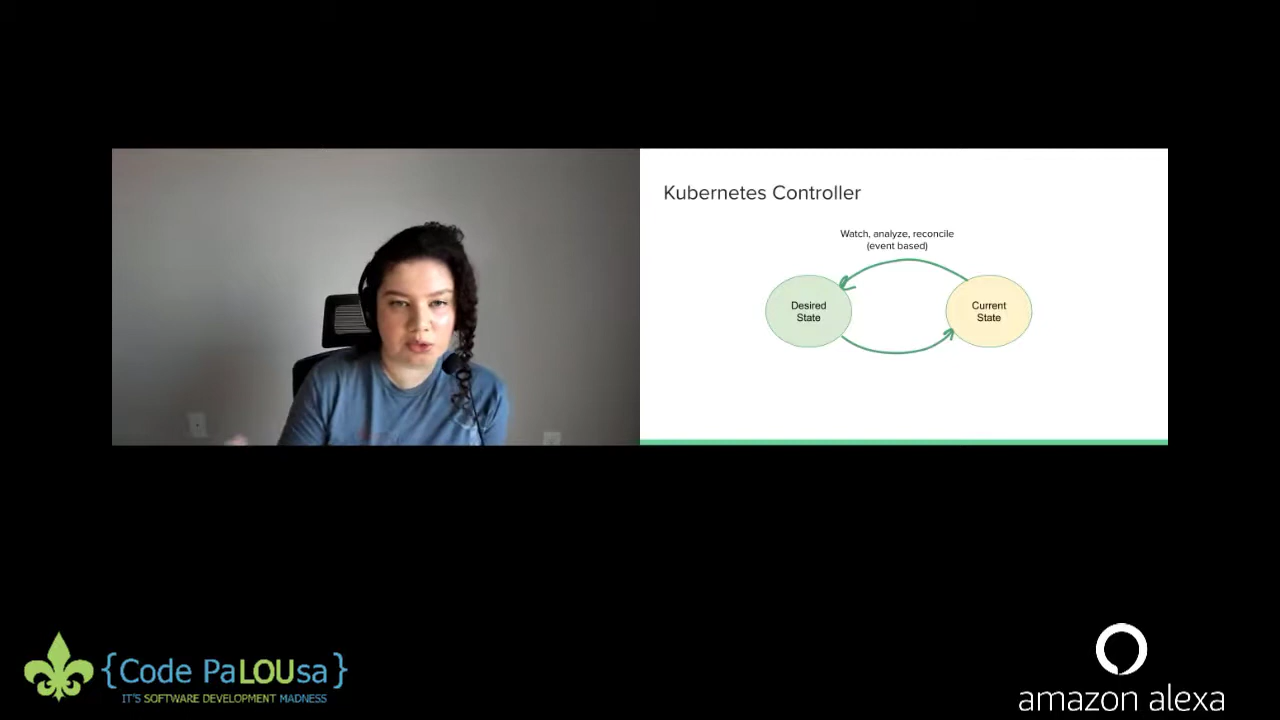 Kubernetes Controller
Watch, analyze, reconcile
(event based)
Desired
State
Current
State
{Code PaLOUsa}
IT'S SOFTWARE DEVELOPMENT MADNESS
amazon alexa